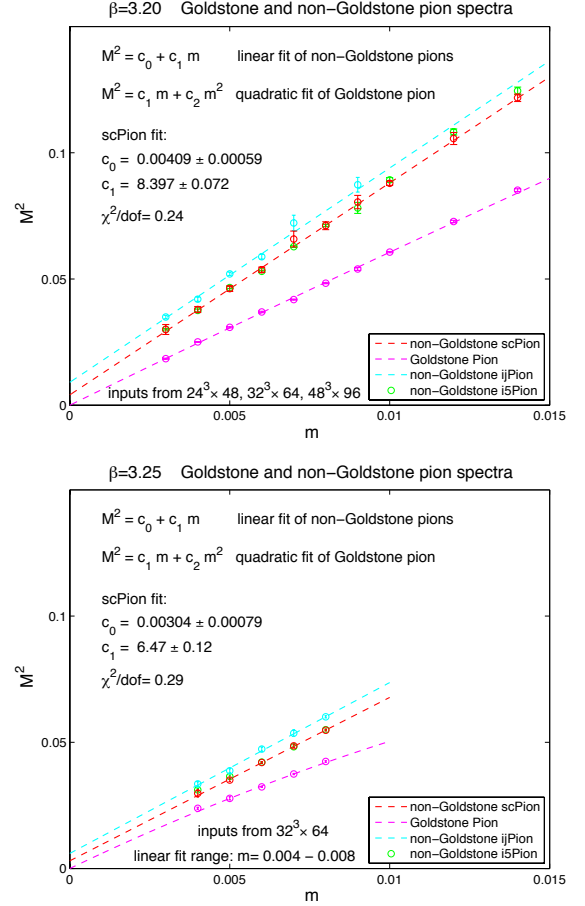 β=3.20 Goldstone and non−Goldstone pion spectra
M² = c₀ + c₁ m linear fit of non−Goldstone pions
M² = c₁ m + c₂ m² quadratic fit of Goldstone pion
scPion fit:
c₀ = 0.00409 ± 0.00059
c₁ = 8.397 ± 0.072
χ²/dof= 0.24
0.1
M²
0.05
non−Goldstone scPion
Goldstone Pion
non−Goldstone ijPion
non−Goldstone i5Pion
inputs from 24³× 48, 32³× 64, 48³× 96
0
0 0.005 0.01 0.015
m
β=3.25 Goldstone and non−Goldstone pion spectra
M² = c₀ + c₁ m linear fit of non−Goldstone pions
M² = c₁ m + c₂ m² quadratic fit of Goldstone pion
scPion fit:
c₀ = 0.00304 ± 0.00079
c₁ = 6.47 ± 0.12
χ²/dof= 0.29
0.1
M²
0.05
inputs from 32³× 64
linear fit range: m= 0.004 − 0.008
non−Goldstone scPion
Goldstone Pion
non−Goldstone ijPion
non−Goldstone i5Pion
0
0 0.005 0.01 0.015
m